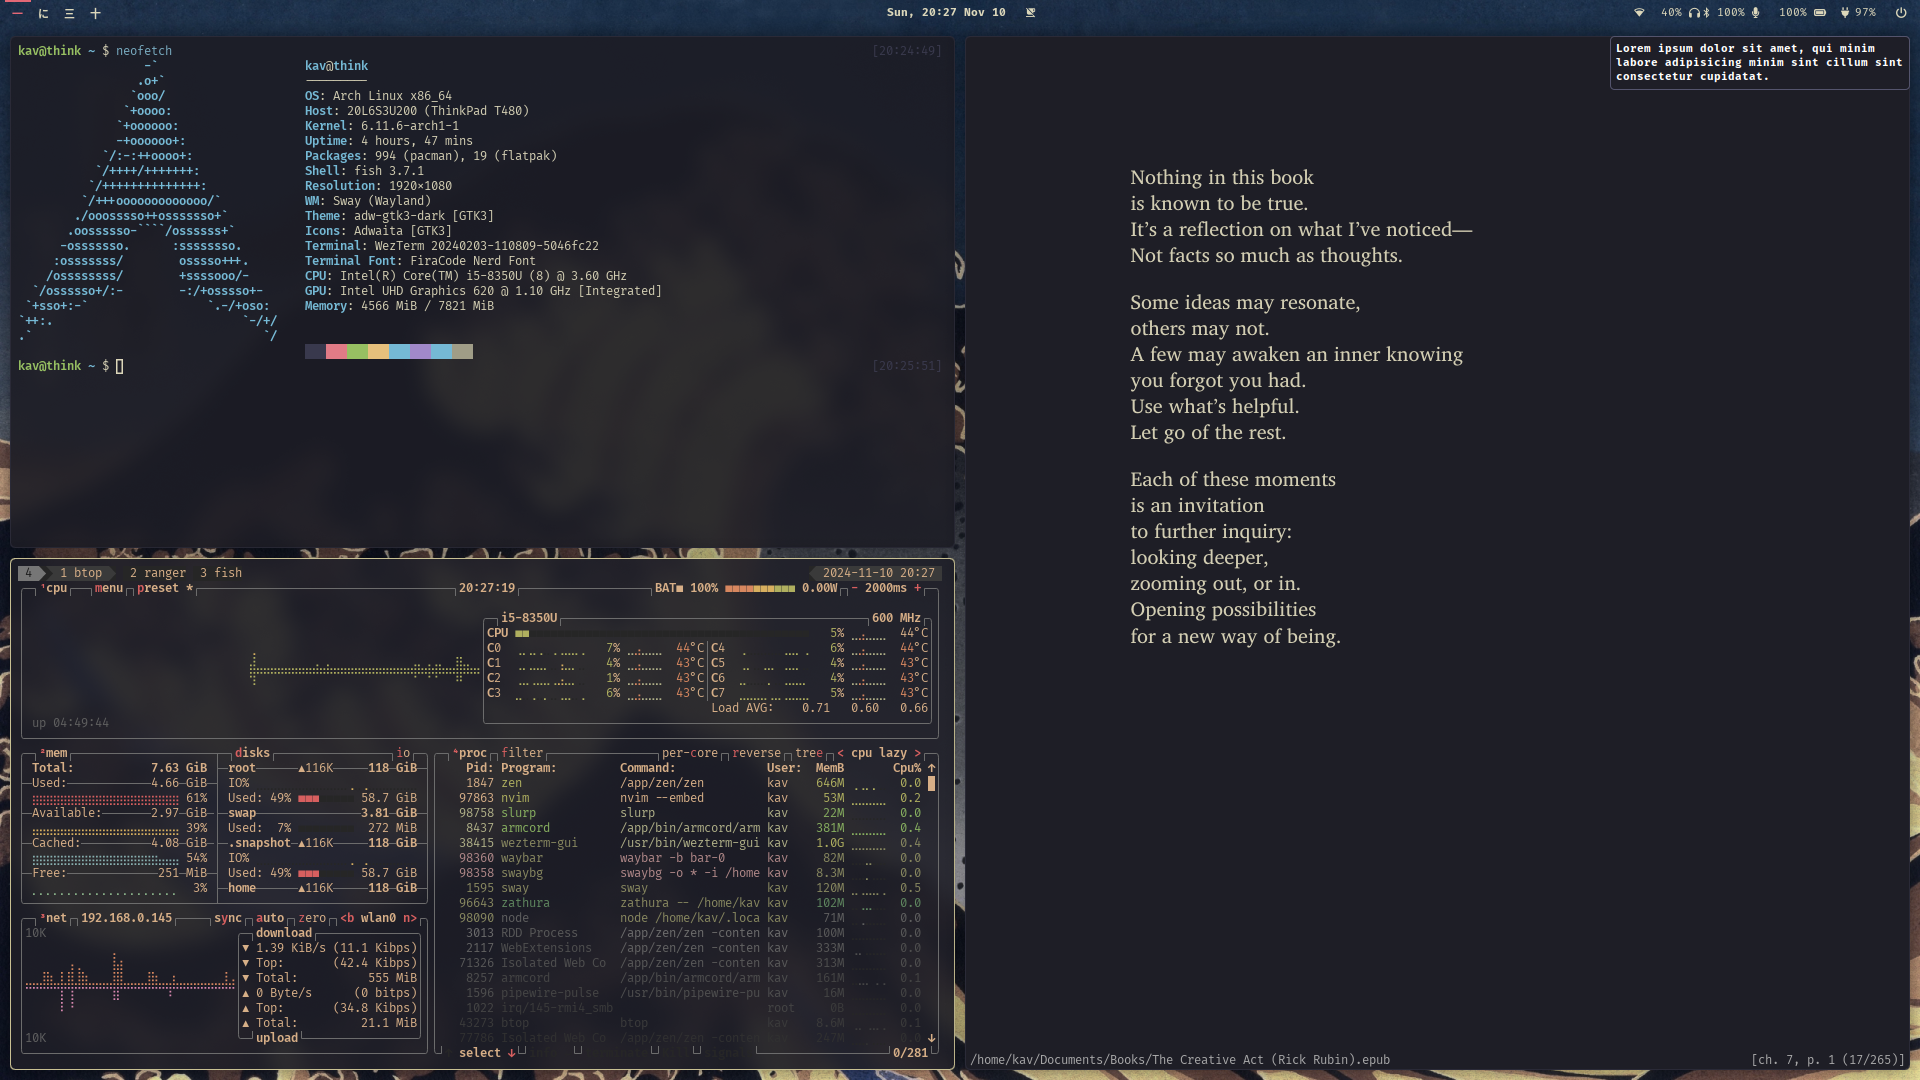 一 に 三 十
Sun, 20:27 Nov 10
40% 100% 100% 97%
kav@think ~ $ neofetch [20:24:49]
kav@think
OS: Arch Linux x86_64
Host: 20L6S3U200 (ThinkPad T480)
Kernel: 6.11.6-arch1-1
Uptime: 4 hours, 47 mins
Packages: 994 (pacman), 19 (flatpak)
Shell: fish 3.7.1
Resolution: 1920×1080
WM: Sway (Wayland)
Theme: adw-gtk3-dark [GTK3]
Icons: Adwaita [GTK3]
Terminal: WezTerm 20240203-110809-5046fc22
Terminal Font: FiraCode Nerd Font
CPU: Intel(R) Core(TM) i5-8350U (8) @ 3.60 GHz
GPU: Intel UHD Graphics 620 @ 1.10 GHz [Integrated]
Memory: 4566 MiB / 7821 MiB
kav@think ~ $ [20:25:51]
4 1 btop 2 ranger 3 fish 2024-11-10 20:27
¹cpu menu preset * 20:27:19 BAT■ 100% 0.00W - 2000ms +
i5-8350U 600 MHz
CPU 5% 44°C
C0 7% 44°C C4 6% 44°C
C1 4% 43°C C5 4% 43°C
C2 1% 43°C C6 4% 43°C
C3 6% 43°C C7 5% 43°C
Load AVG: 0.71 0.60 0.66
up 04:49:44
²mem
Total: 7.63 GiB
Used: 4.66 GiB
61%
Available: 2.97 GiB
39%
Cached: 4.08 GiB
54%
Free: 251 MiB
3%
disks io
root ▲116K 118 GiB
IO%
Used: 49% 58.7 GiB
swap 3.81 GiB
Used: 7% 272 MiB
.snapshot ▲116K 118 GiB
IO%
Used: 49% 58.7 GiB
home ▲116K 118 GiB
³net 192.168.0.145 sync auto zero <b wlan0 n>
10K
download
▼ 1.39 KiB/s (11.1 Kibps)
▼ Top: (42.4 Kibps)
▼ Total: 555 MiB
▲ 0 Byte/s (0 bitps)
▲ Top: (34.8 Kibps)
▲ Total: 21.1 MiB
upload
10K
⁴proc filter per-core reverse tree < cpu lazy >
Pid: Program: Command: User: MemB Cpu% ↑
1847 zen /app/zen/zen kav 646M 0.0
97863 nvim nvim --embed kav 53M 0.2
98758 slurp slurp kav 22M 0.0
8437 armcord /app/bin/armcord/arm kav 381M 0.4
38415 wezterm-gui /usr/bin/wezterm-gui kav 1.0G 0.4
98360 waybar waybar -b bar-0 kav 82M 0.0
98358 swaybg swaybg -o * -i /home kav 8.3M 0.0
1595 sway sway kav 120M 0.5
96643 zathura zathura -- /home/kav kav 102M 0.0
98090 node node /home/kav/.loca kav 71M 0.0
3013 RDD Process /app/zen/zen -conten kav 100M 0.0
2117 WebExtensions /app/zen/zen -conten kav 333M 0.0
71326 Isolated Web Co /app/zen/zen -conten kav 313M 0.0
8257 armcord /app/bin/armcord/arm kav 161M 0.1
1596 pipewire-pulse /usr/bin/pipewire-pu kav 16M 0.0
1022 irq/145-rmi4_smb root 0B 0.0
43273 btop btop kav 8.6M 0.1
77786 Isolated Web Co /app/zen/zen -conten kav 247M 0.0 ↓
select ↓ 0/281
Lorem ipsum dolor sit amet, qui minim
labore adipisicing minim sint cillum sint
consectetur cupidatat.
Nothing in this book
is known to be true.
It’s a reflection on what I’ve noticed—
Not facts so much as thoughts.
Some ideas may resonate,
others may not.
A few may awaken an inner knowing
you forgot you had.
Use what’s helpful.
Let go of the rest.
Each of these moments
is an invitation
to further inquiry:
looking deeper,
zooming out, or in.
Opening possibilities
for a new way of being.
/home/kav/Documents/Books/The Creative Act (Rick Rubin).epub [ch. 7, p. 1 (17/265)]